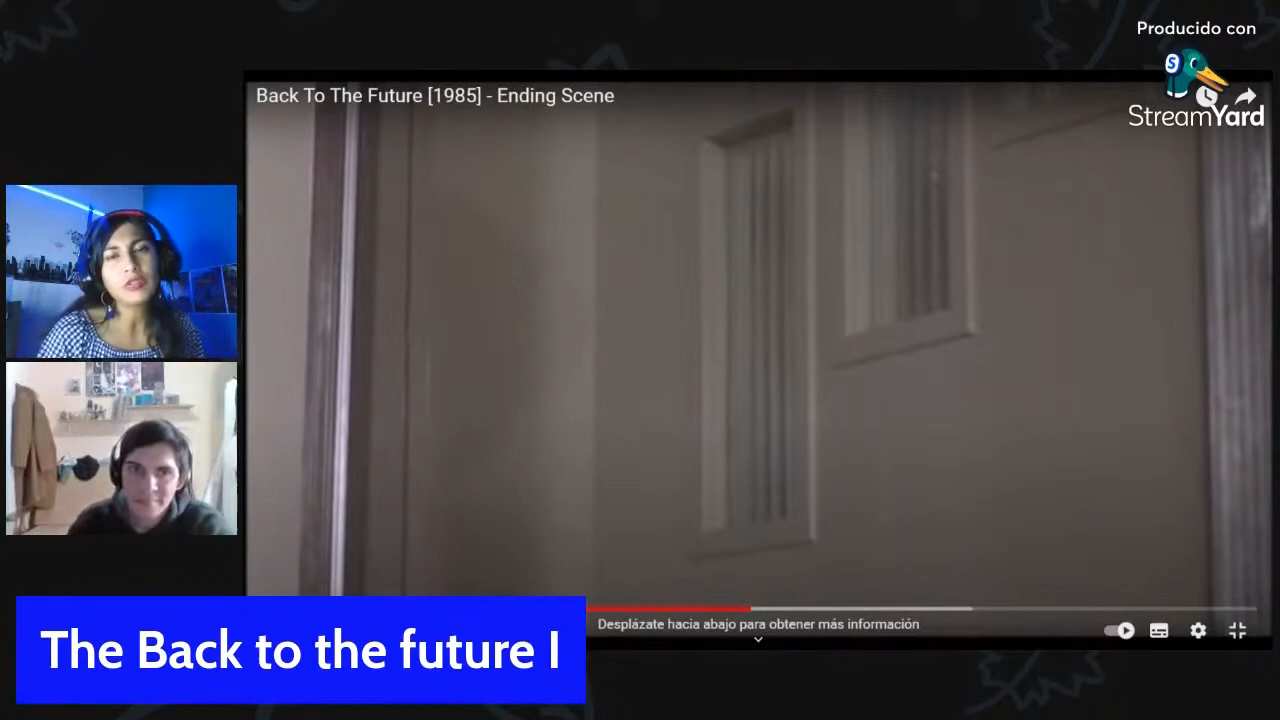 Producido con
StreamYard
Back To The Future [1985] - Ending Scene
Desplázate hacia abajo para obtener más información
The Back to the future I